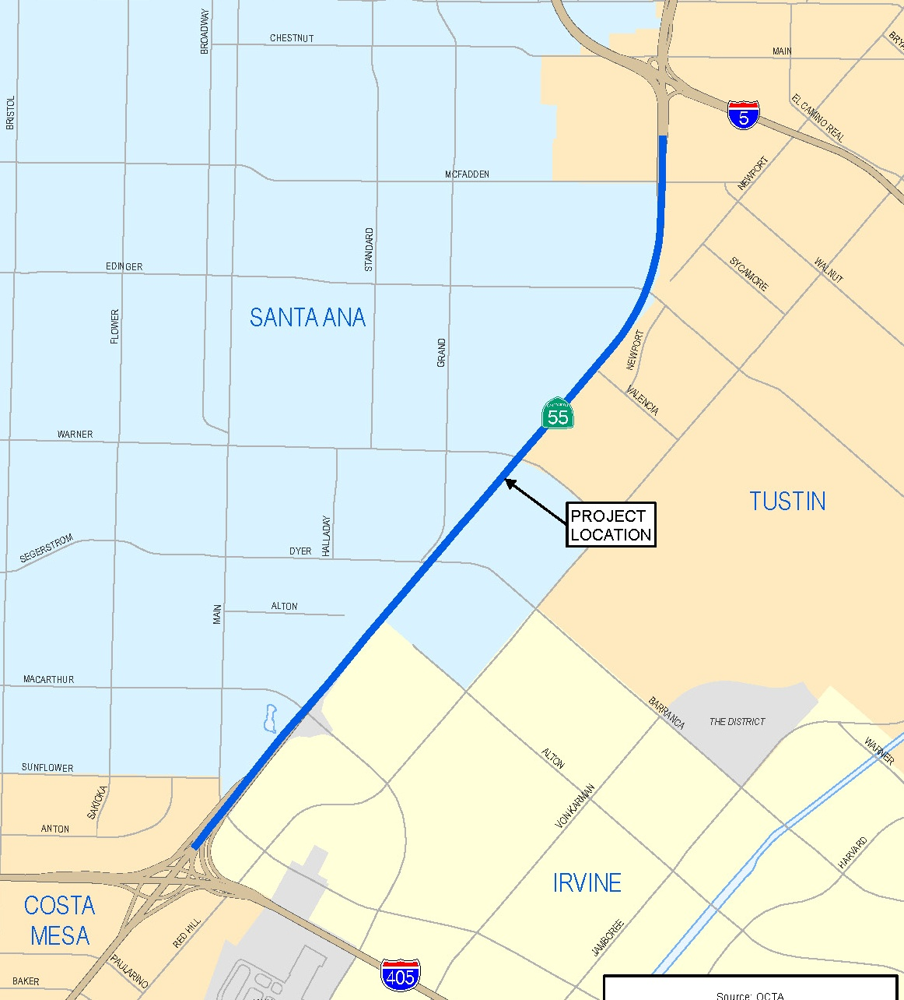 BROADWAY
CHESTNUT
MAIN
BRISTOL
5
EL CAMINO REAL
MCFADDEN
NEWPORT
STANDARD
EDINGER
SYCAMORE
WALNUT
FLOWER
SANTA ANA
GRAND
NEWPORT
VALENCIA
CALIFORNIA
55
WARNER
TUSTIN
PROJECT
LOCATION
SEGERSTROM
HALLADAY
DYER
MAIN
ALTON
MACARTHUR
BARRANCA
THE DISTRICT
WARNER
ALTON
SUNFLOWER
SAKIOKA
VON KARMAN
ANTON
HARVARD
IRVINE
COSTA
MESA
RED HILL
JAMBOREE
PAULARINO
BAKER
405
Source: OCTA